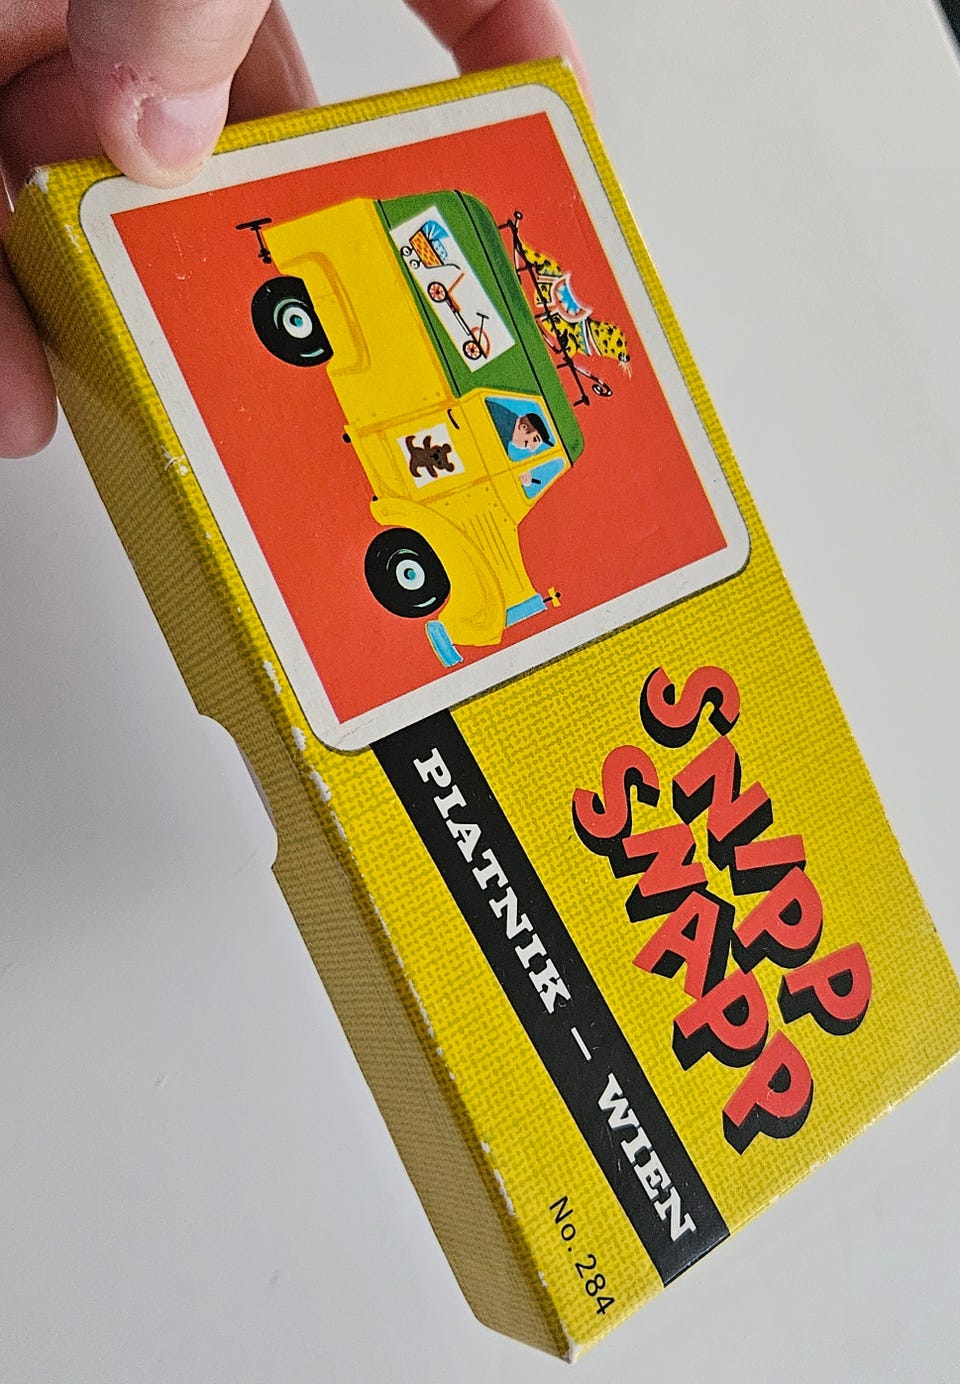 SNIPP
SNAPP
PIATNIK – WIEN
No. 284